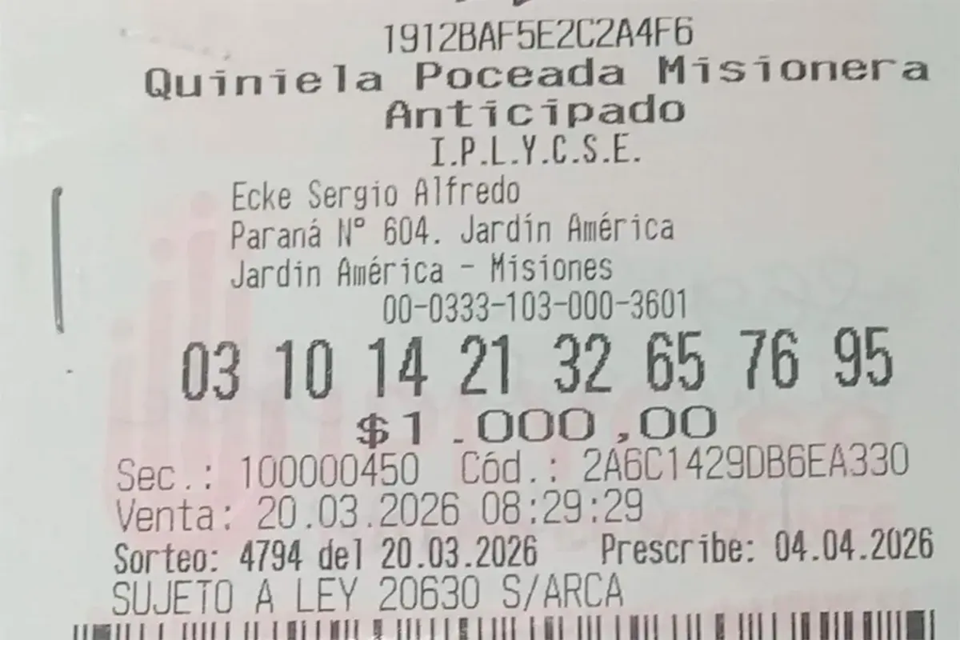 1912BAF5E2C2A4F6
Quiniela Poceada Misionera
Anticipado
I.P.L.Y.C.S.E.
Ecke Sergio Alfredo
Paraná N° 604. Jardín América
Jardin América - Misiones
00-0333-103-000-3601
03 10 14 21 32 65 76 95
$1.000,00
Sec.: 100000450 Cód.: 2A6C1429DB6EA330
Venta: 20.03.2026 08:29:29
Sorteo: 4794 del 20.03.2026 Prescribe: 04.04.2026
SUJETO A LEY 20630 S/ARCA